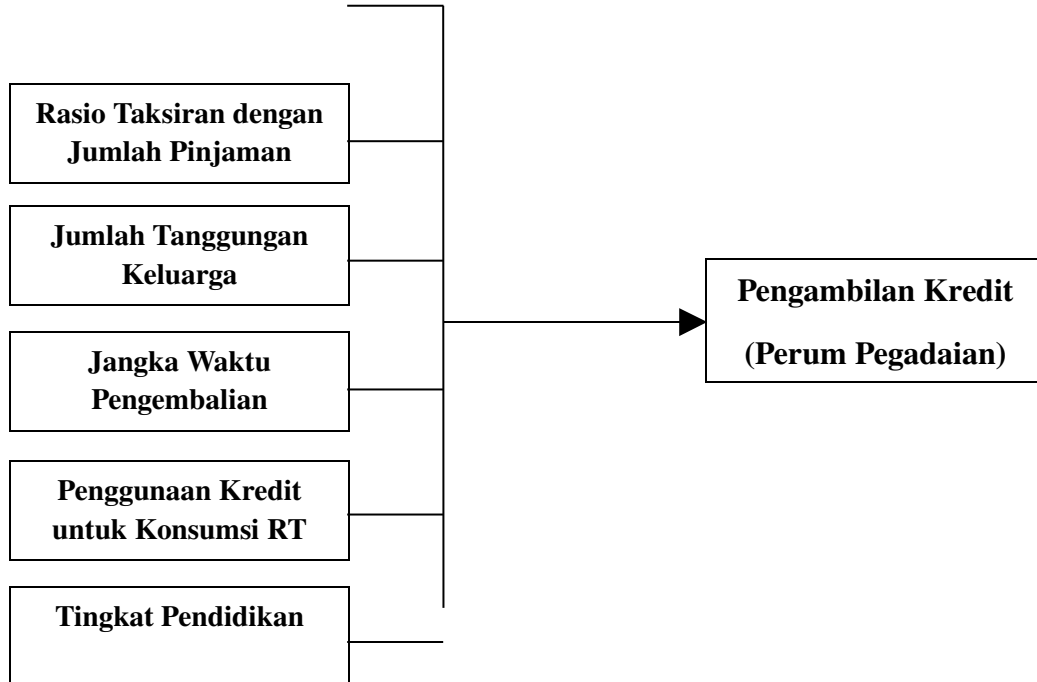 Rasio Taksiran dengan
Jumlah Pinjaman
Jumlah Tanggungan
Keluarga
Jangka Waktu
Pengembalian
Penggunaan Kredit
untuk Konsumsi RT
Tingkat Pendidikan
Pengambilan Kredit
(Perum Pegadaian)